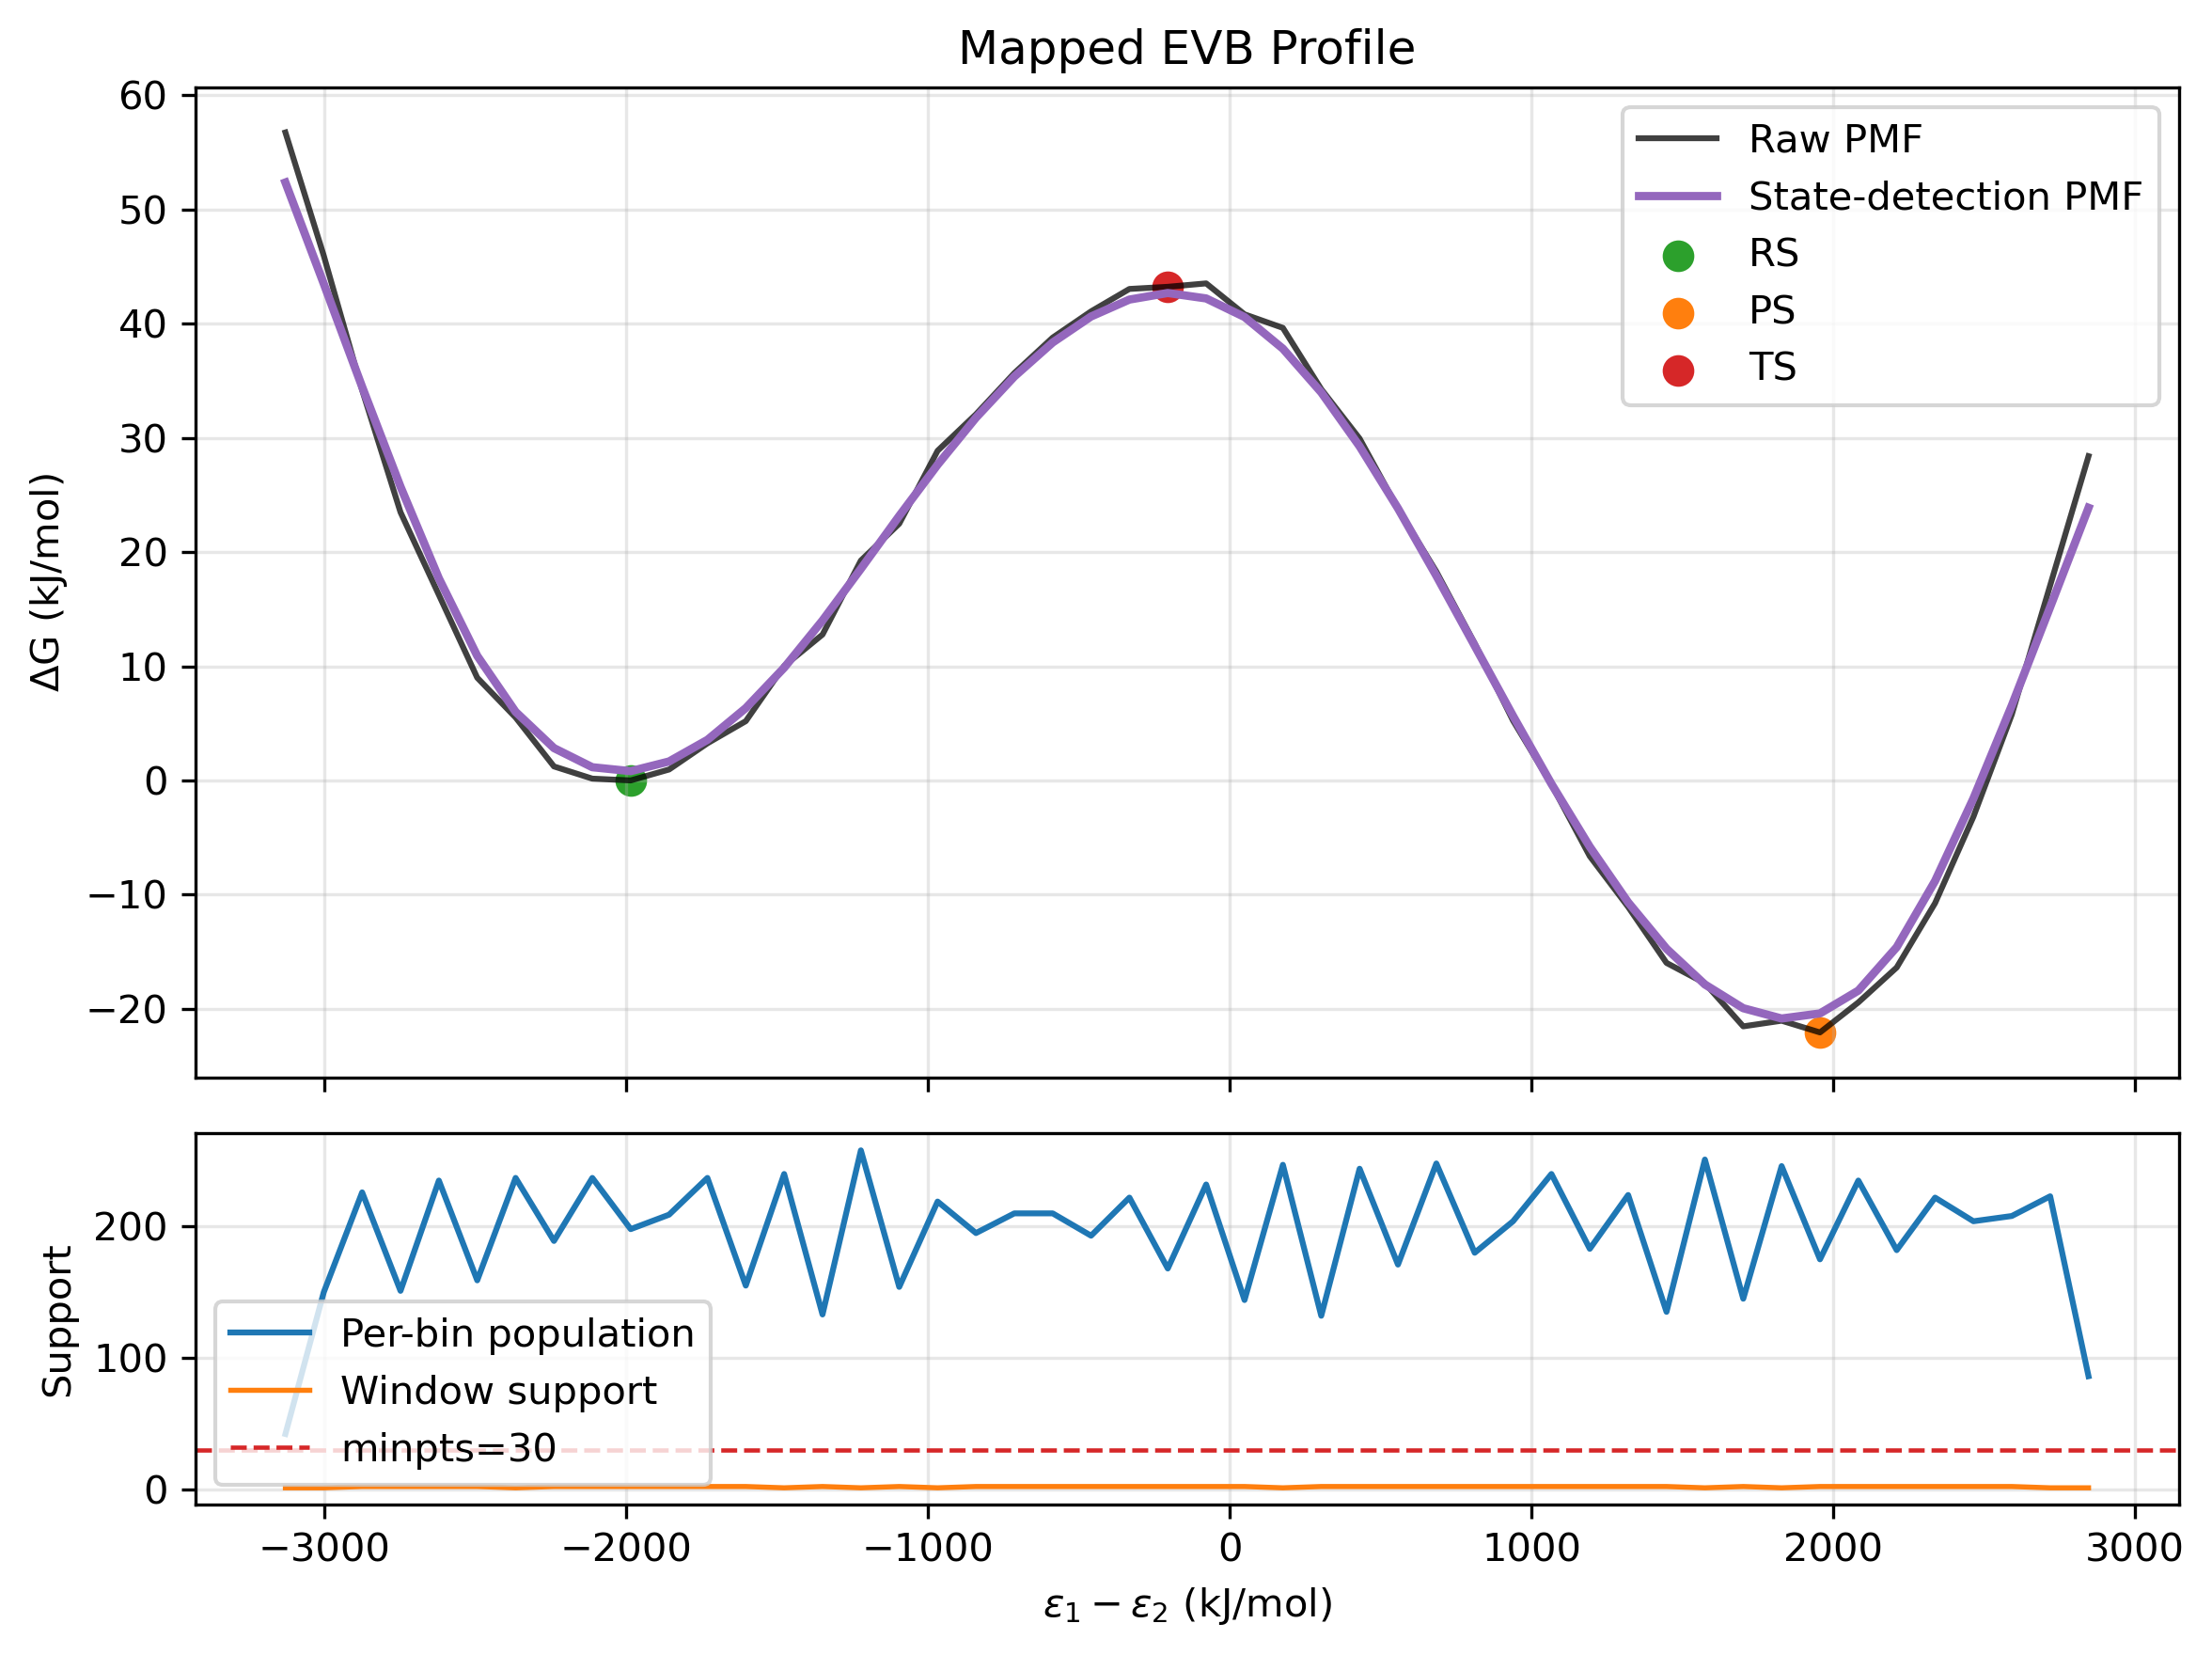 Mapped EVB Profile
60
50
40
30
20
10
0
−10
−20
ΔG (kJ/mol)
Raw PMF
State-detection PMF
RS
PS
TS
200
100
0
Support
Per-bin population
Window support
minpts=30
−3000
−2000
−1000
0
1000
2000
3000
ε₁ − ε₂ (kJ/mol)